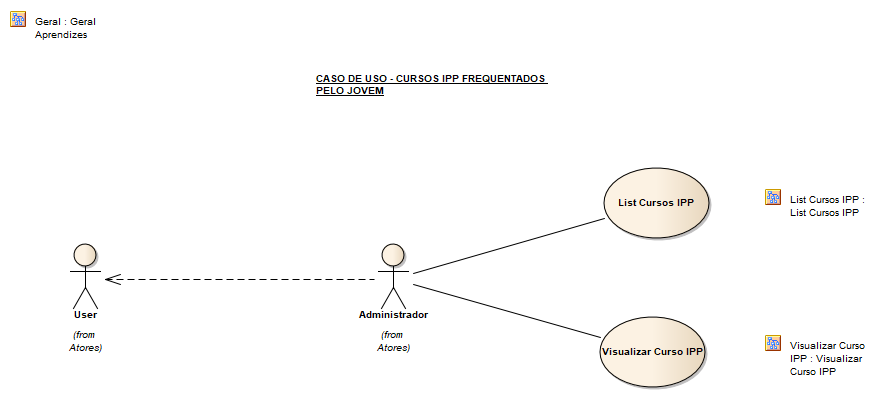 Geral : Geral
Aprendizes
CASO DE USO - CURSOS IPP FREQUENTADOS
PELO JOVEM
List Cursos IPP
List Cursos IPP :
List Cursos IPP
User
(from
Atores)
Administrador
(from
Atores)
Visualizar Curso IPP
Visualizar Curso
IPP : Visualizar
Curso IPP